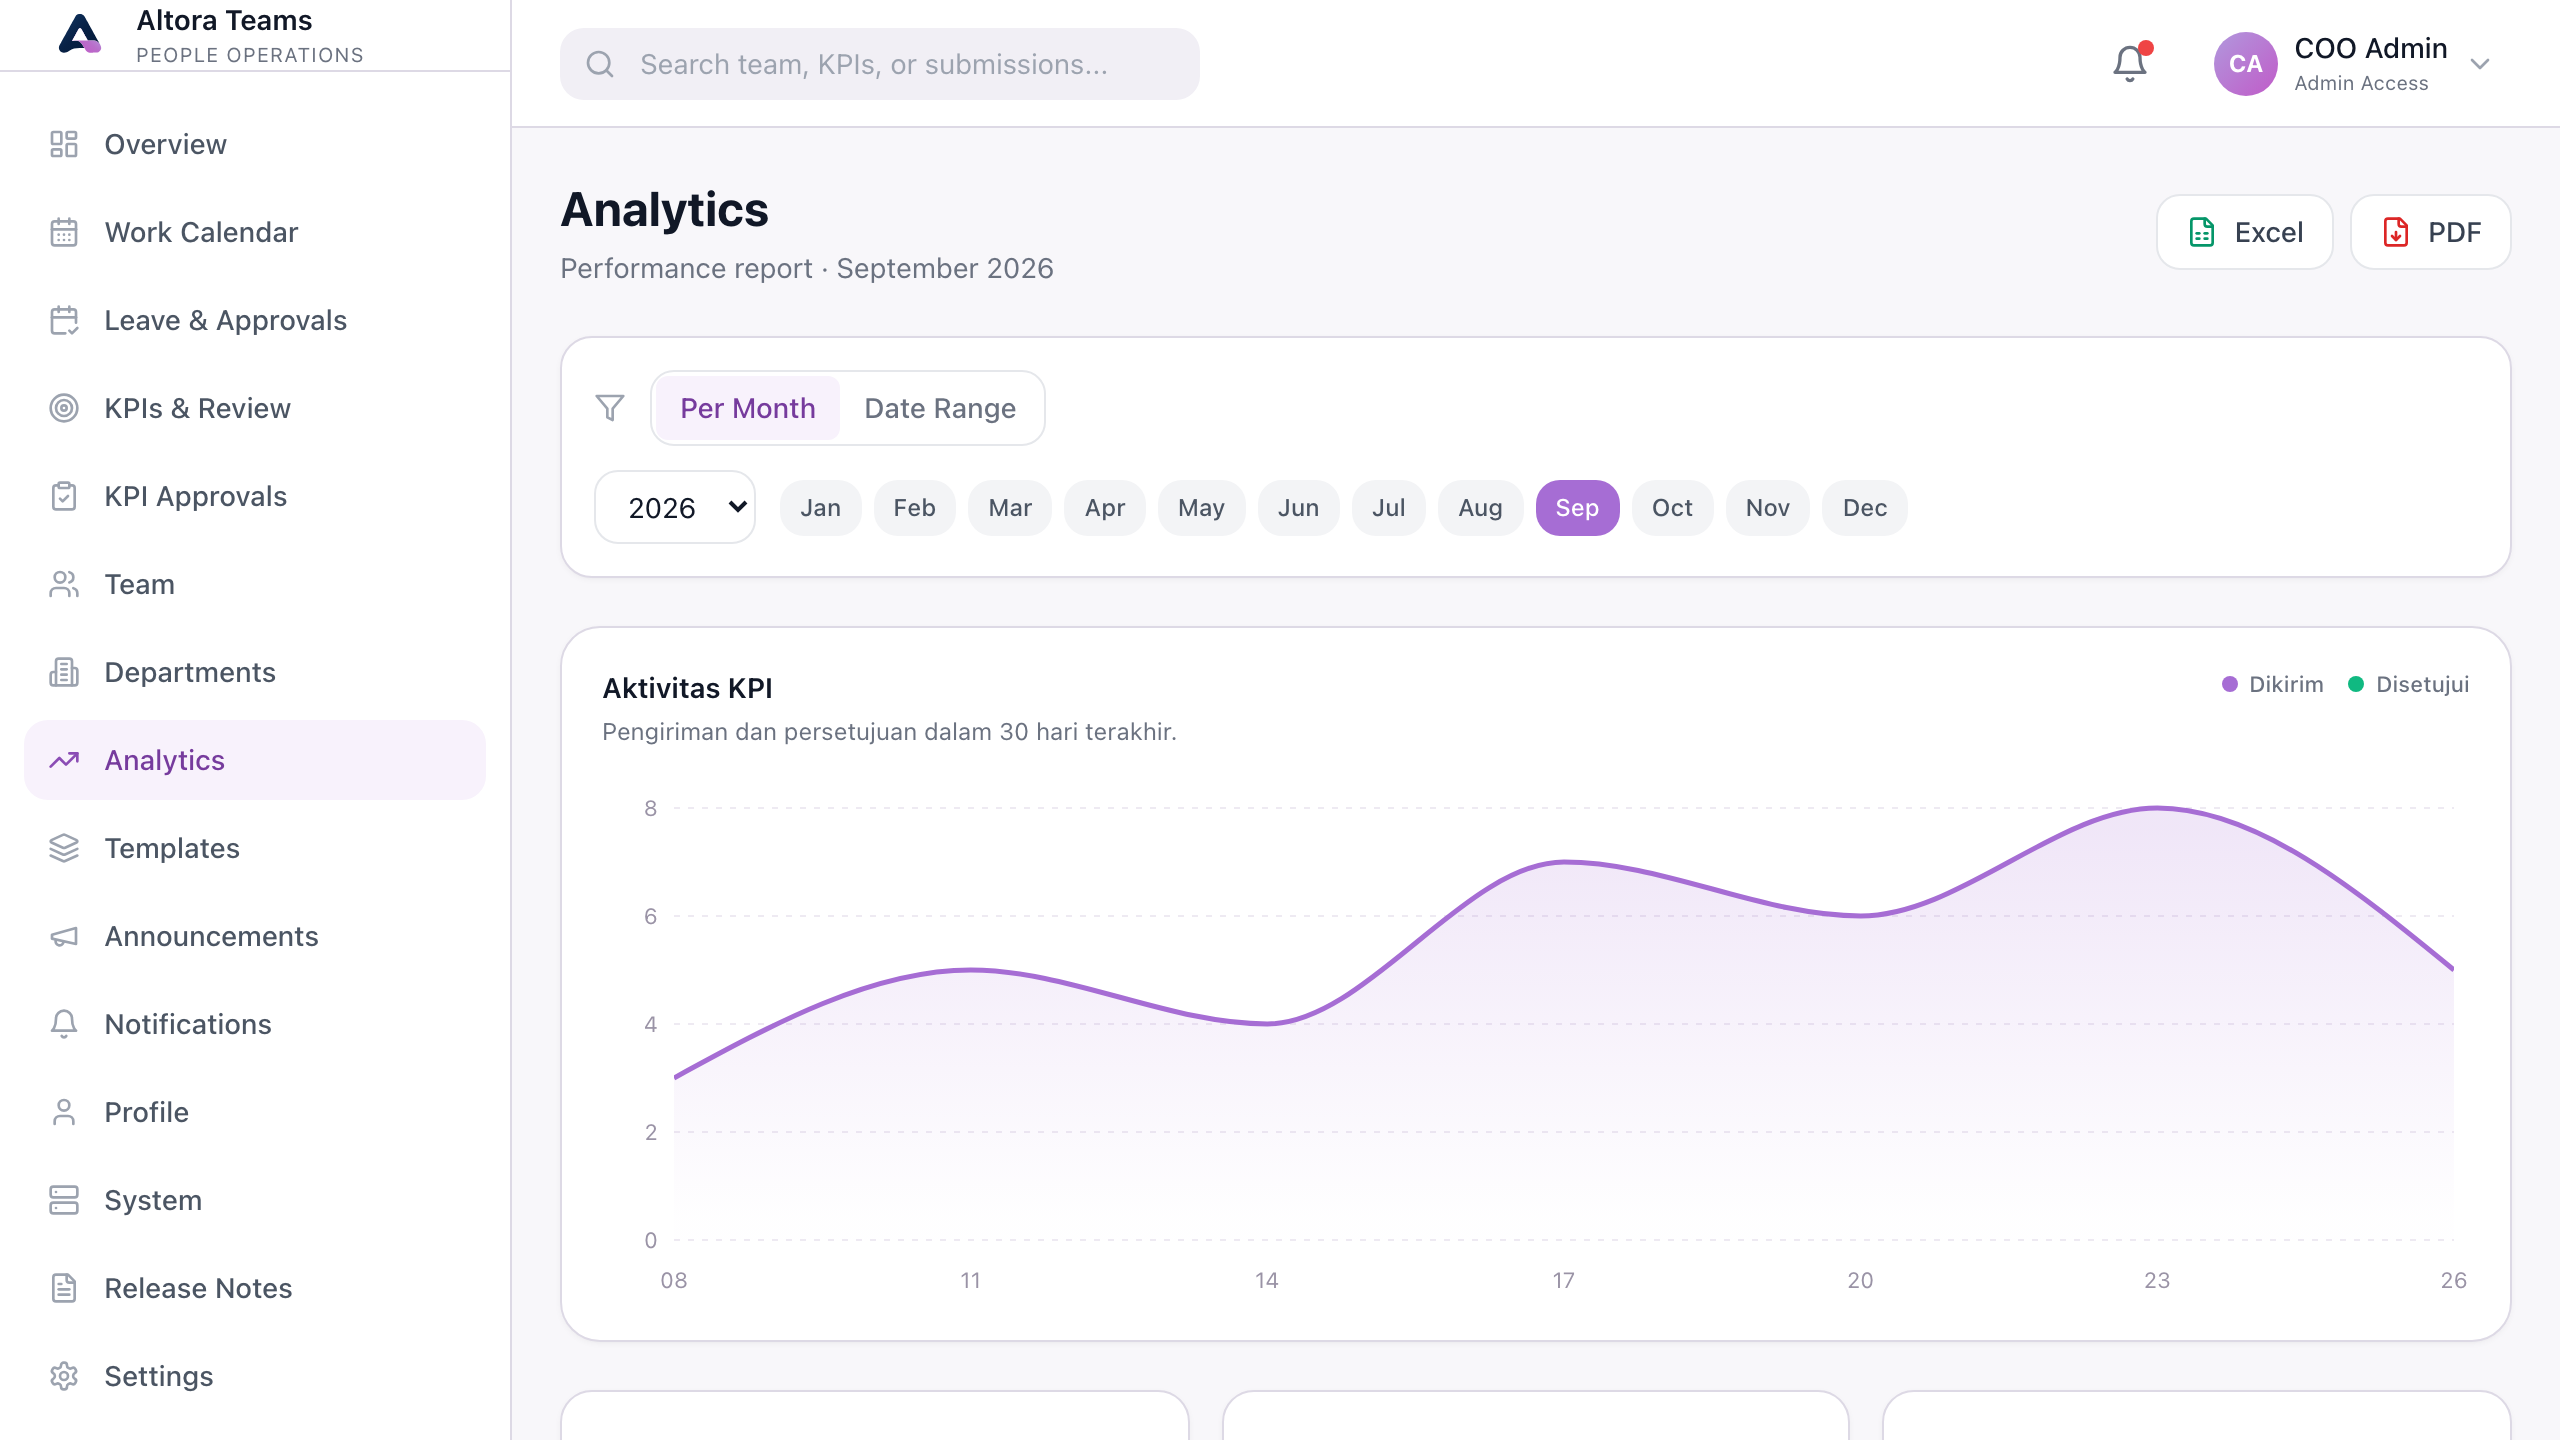 Altora Teams
PEOPLE OPERATIONS
Overview
Work Calendar
Leave & Approvals
KPIs & Review
KPI Approvals
Team
Departments
Analytics
Templates
Announcements
Notifications
Profile
System
Release Notes
Settings
Search team, KPIs, or submissions...
CA
COO Admin
Admin Access
Analytics
Performance report · September 2026
Excel
PDF
Per Month
Date Range
2026
Jan
Feb
Mar
Apr
May
Jun
Jul
Aug
Sep
Oct
Nov
Dec
Aktivitas KPI
Pengiriman dan persetujuan dalam 30 hari terakhir.
Dikirim
Disetujui
8
6
4
2
0
08
11
14
17
20
23
26